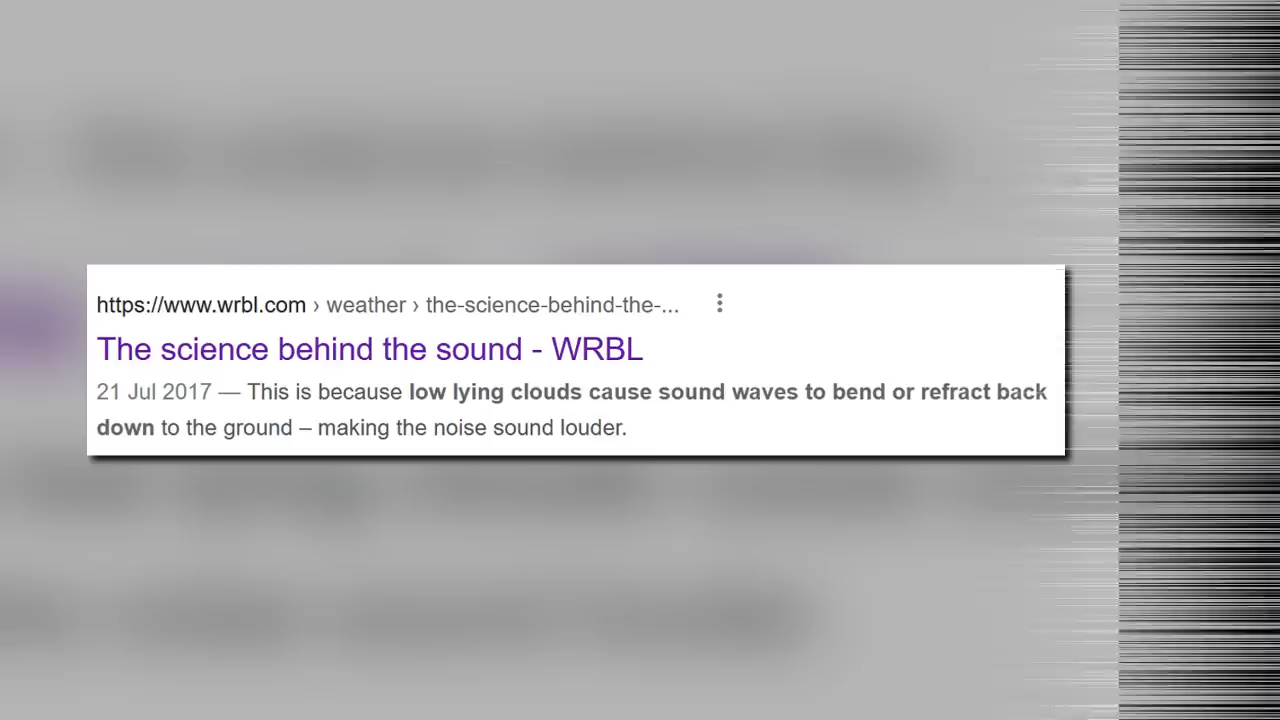 https://www.wrbl.com › weather › the-science-behind-the-...
The science behind the sound - WRBL
21 Jul 2017 — This is because low lying clouds cause sound waves to bend or refract back
down to the ground – making the noise sound louder.